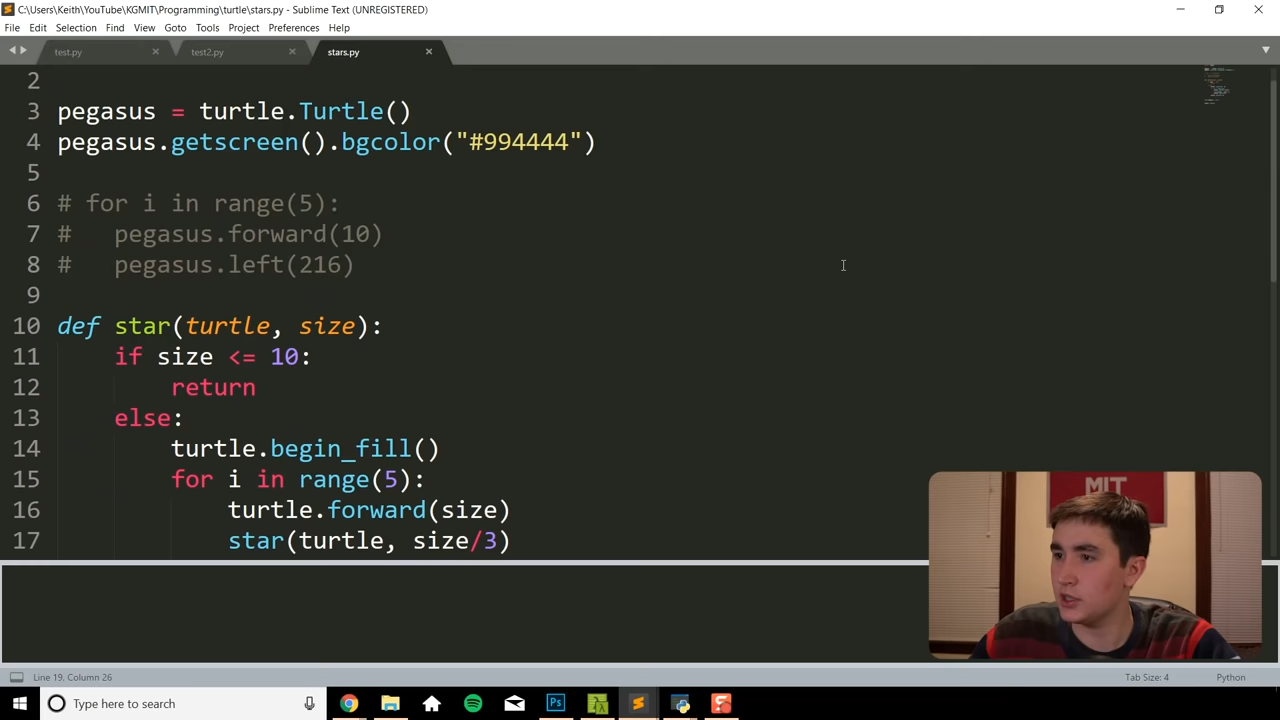 C:\Users\Keith\YouTube\KGMIT\Programming\turtle\stars.py - Sublime Text (UNREGISTERED)
File Edit Selection Find View Goto Tools Project Preferences Help
test.py test2.py stars.py
2
3 pegasus = turtle.Turtle()
4 pegasus.getscreen().bgcolor("#994444")
5
6 # for i in range(5):
7 #   pegasus.forward(10)
8 #   pegasus.left(216)
9
10 def star(turtle, size):
11     if size <= 10:
12         return
13     else:
14         turtle.begin_fill()
15         for i in range(5):
16             turtle.forward(size)
17             star(turtle, size/3)
MIT
Line 19, Column 26 Tab Size: 4 Python
Type here to search
Ps